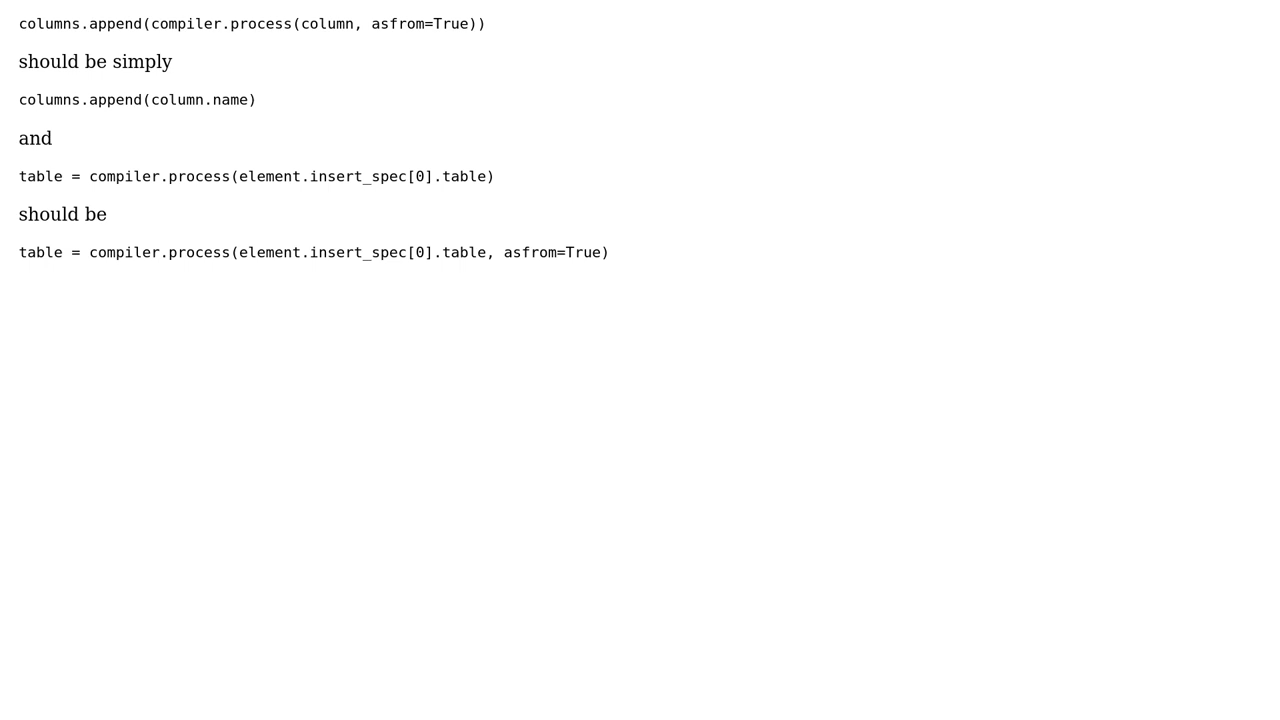 columns.append(compiler.process(column, asfrom=True))
should be simply
columns.append(column.name)
and
table = compiler.process(element.insert_spec[0].table)
should be
table = compiler.process(element.insert_spec[0].table, asfrom=True)